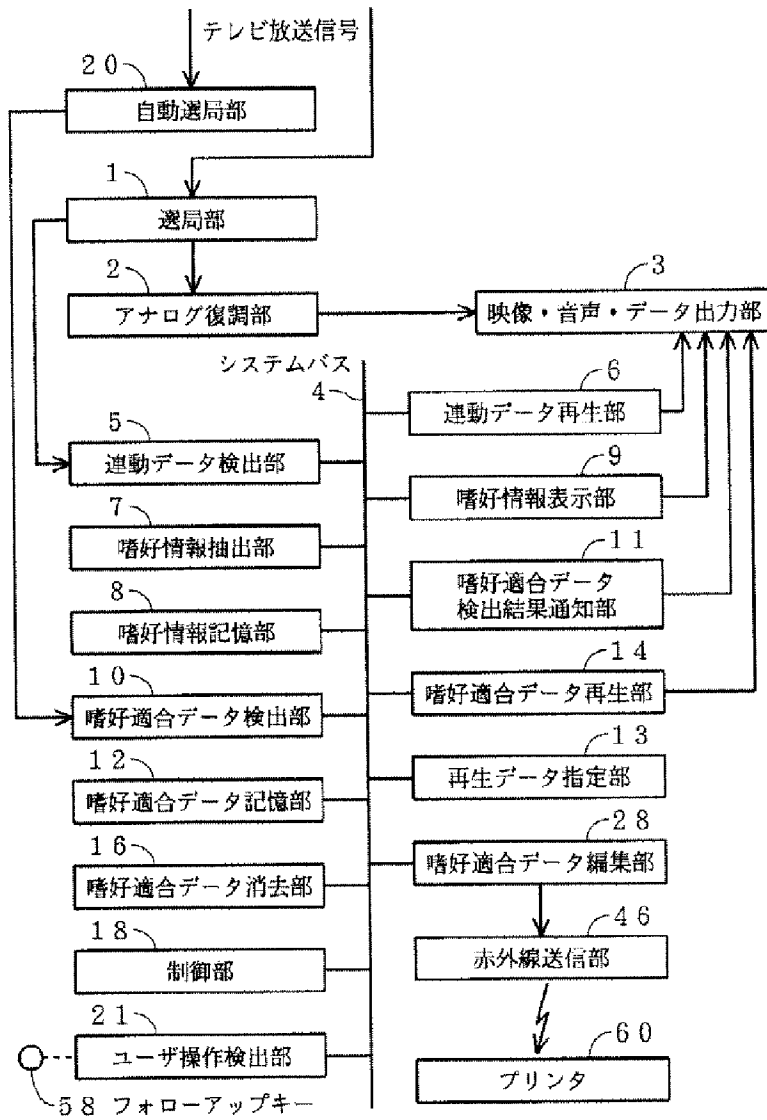 テレビ放送信号
20
自動選局部
1
選局部
2
アナログ復調部
3
映像・音声・データ出力部
システムバス
4
5
連動データ検出部
7
嗜好情報抽出部
8
嗜好情報記憶部
10
嗜好適合データ検出部
12
嗜好適合データ記憶部
16
嗜好適合データ消去部
18
制御部
21
ユーザ操作検出部
58 フォローアップキー
6
連動データ再生部
9
嗜好情報表示部
11
嗜好適合データ
検出結果通知部
14
嗜好適合データ再生部
13
再生データ指定部
28
嗜好適合データ編集部
46
赤外線送信部
60
プリンタ